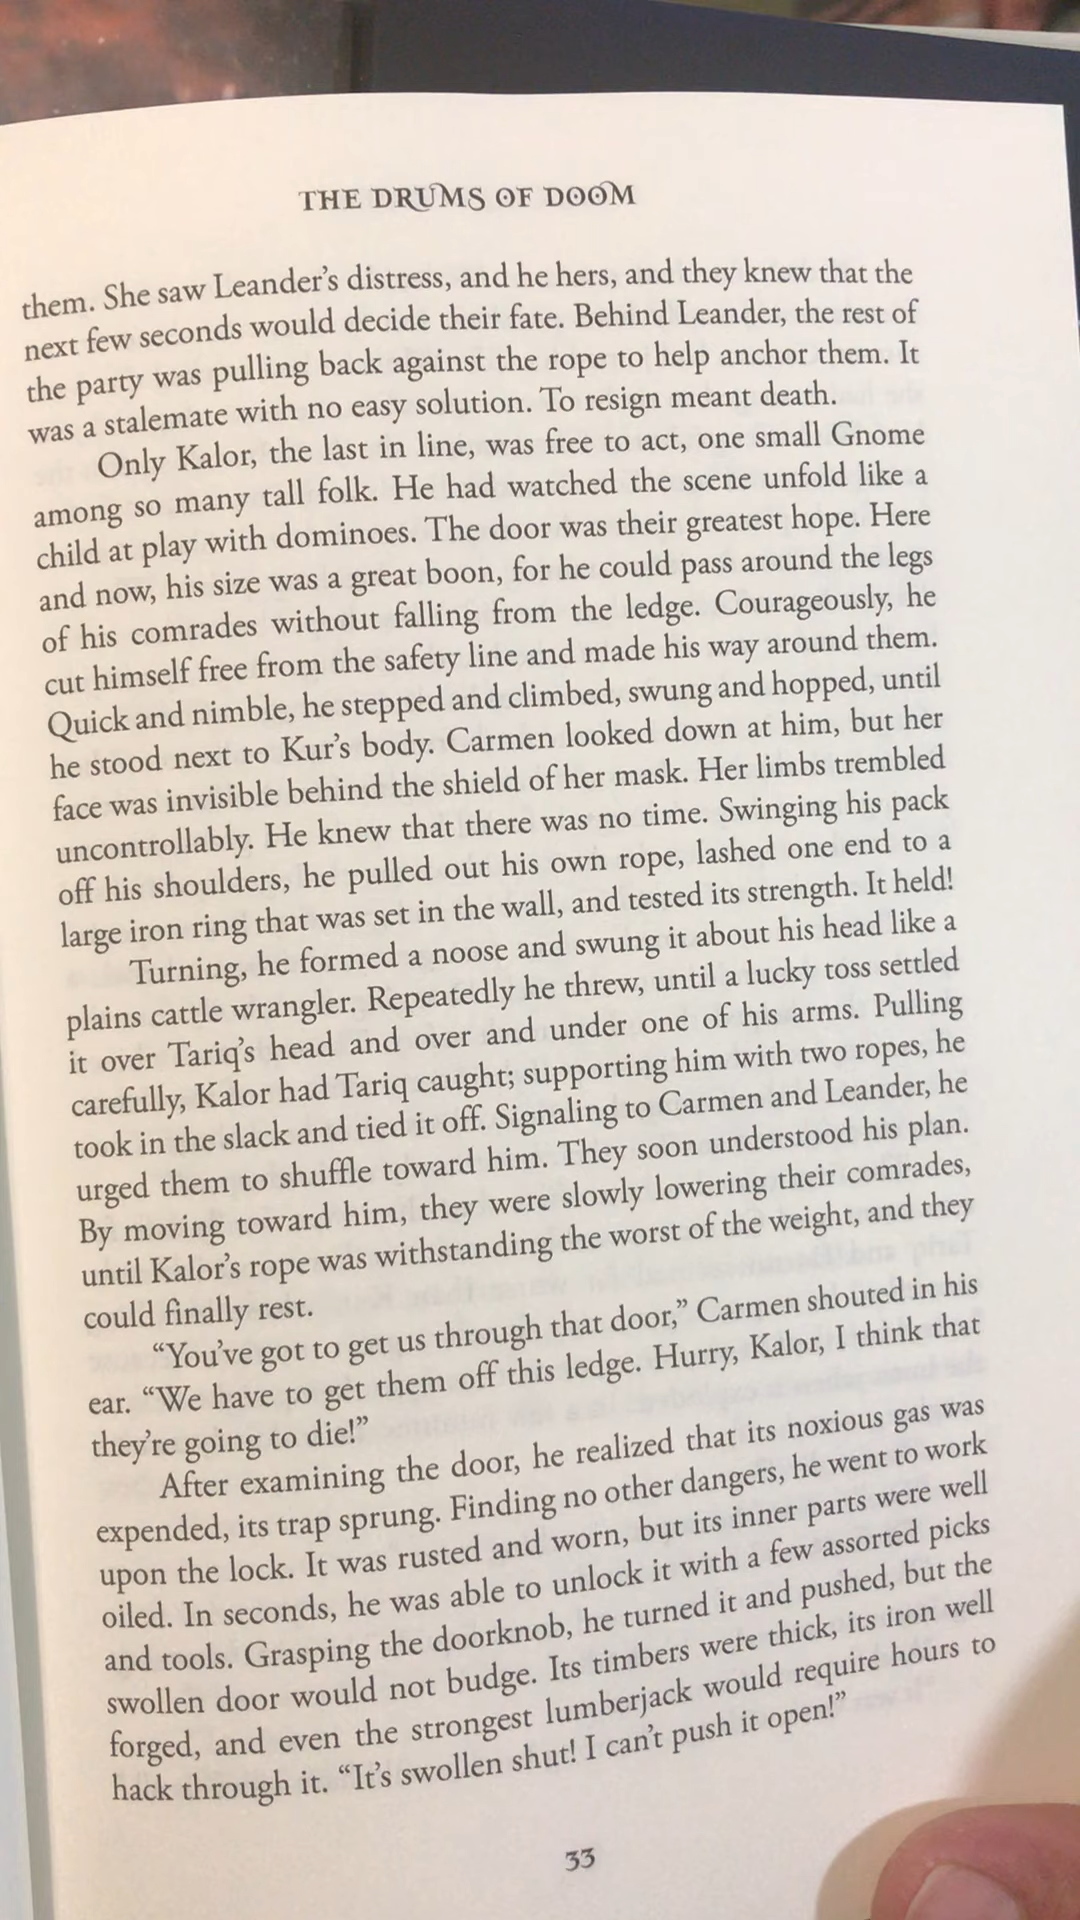 THE DRUMS OF DOOM
them. She saw Leander's distress, and he hers, and they knew that the
next few seconds would decide their fate. Behind Leander, the rest of
the party was pulling back against the rope to help anchor them. It
was a stalemate with no easy solution. To resign meant death.
Only Kalor, the last in line, was free to act, one small Gnome
among so many tall folk. He had watched the scene unfold like a
child at play with dominoes. The door was their greatest hope. Here
and now, his size was a great boon, for he could pass around the legs
of his comrades without falling from the ledge. Courageously, he
cut himself free from the safety line and made his way around them.
Quick and nimble, he stepped and climbed, swung and hopped, until
he stood next to Kur's body. Carmen looked down at him, but her
face was invisible behind the shield of her mask. Her limbs trembled
uncontrollably. He knew that there was no time. Swinging his pack
off his shoulders, he pulled out his own rope, lashed one end to a
large iron ring that was set in the wall, and tested its strength. It held!
Turning, he formed a noose and swung it about his head like a
plains cattle wrangler. Repeatedly he threw, until a lucky toss settled
it over Tariq's head and over and under one of his arms. Pulling
carefully, Kalor had Tariq caught; supporting him with two ropes, he
took in the slack and tied it off. Signaling to Carmen and Leander, he
urged them to shuffle toward him. They soon understood his plan.
By moving toward him, they were slowly lowering their comrades,
until Kalor's rope was withstanding the worst of the weight, and they
could finally rest.
“You've got to get us through that door,” Carmen shouted in his
ear. “We have to get them off this ledge. Hurry, Kalor, I think that
they're going to die!”
After examining the door, he realized that its noxious gas was
expended, its trap sprung. Finding no other dangers, he went to work
upon the lock. It was rusted and worn, but its inner parts were well
oiled. In seconds, he was able to unlock it with a few assorted picks
and tools. Grasping the doorknob, he turned it and pushed, but the
swollen door would not budge. Its timbers were thick, its iron well
forged, and even the strongest lumberjack would require hours to
hack through it. “It's swollen shut! I can't push it open!”
33